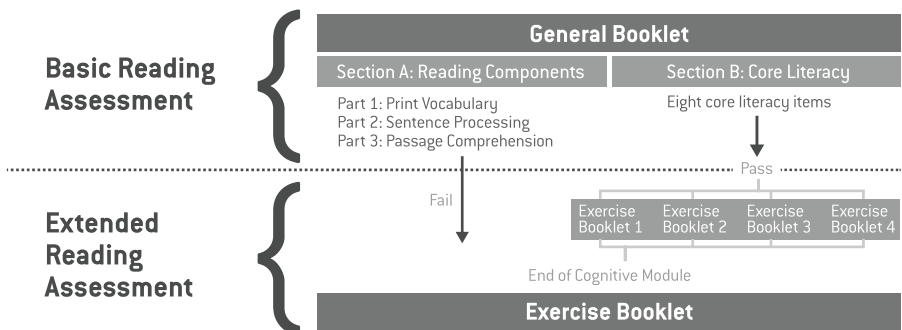 Basic Reading
Assessment
General Booklet
Section A: Reading Components
Section B: Core Literacy
Part 1: Print Vocabulary
Part 2: Sentence Processing
Part 3: Passage Comprehension
Eight core literacy items
Pass
Fail
Extended
Reading
Assessment
Exercise
Booklet 1
Exercise
Booklet 2
Exercise
Booklet 3
Exercise
Booklet 4
End of Cognitive Module
Exercise Booklet